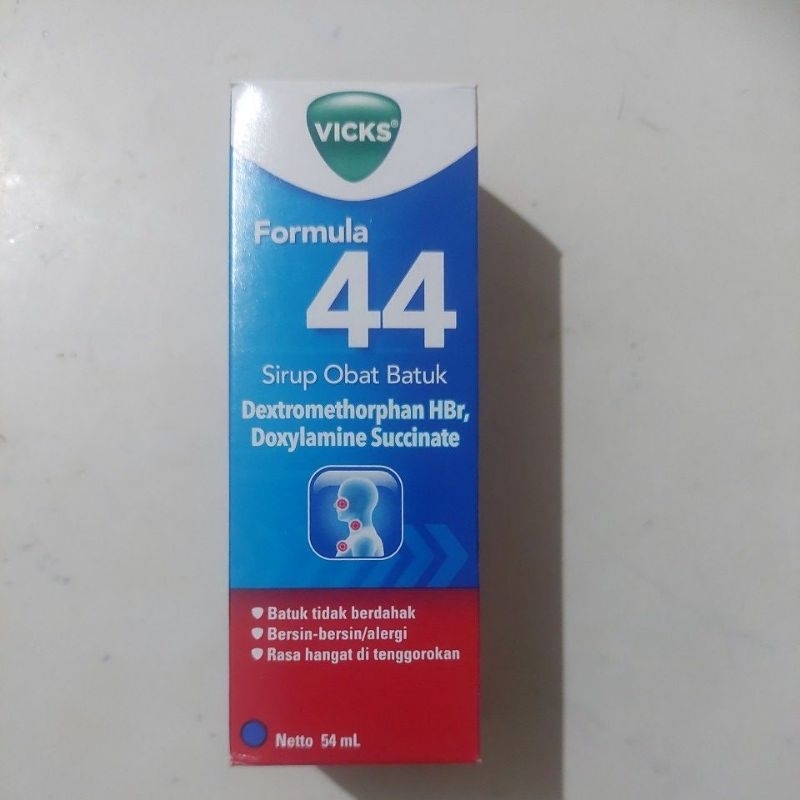 VICKS®
Formula
44
Sirup Obat Batuk
Dextromethorphan HBr,
Doxylamine Succinate
Batuk tidak berdahak
Bersin-bersin/alergi
Rasa hangat di tenggorokan
Netto 54 mL